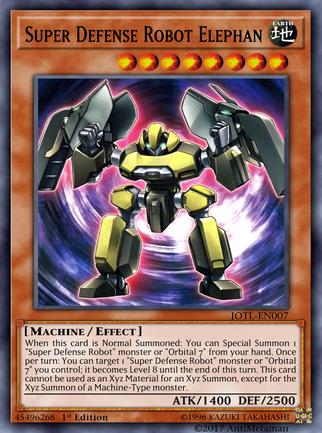 SUPER DEFENSE ROBOT ELEPHAN
EARTH
地
JOTL-EN007
[MACHINE / EFFECT]
When this card is Normal Summoned: You can Special Summon 1
"Super Defense Robot" monster or "Orbital 7" from your hand. Once
per turn: You can target 1 "Super Defense Robot" monster or "Orbital
7" you control; it becomes Level 8 until the end of this turn. This card
cannot be used as an Xyz Material for an Xyz Summon, except for the
Xyz Summon of a Machine-Type monster.
ATK/1400 DEF/2500
45496268 1st Edition ©1996 KAZUKI TAKAHASHI
©2017 AntiMetaman